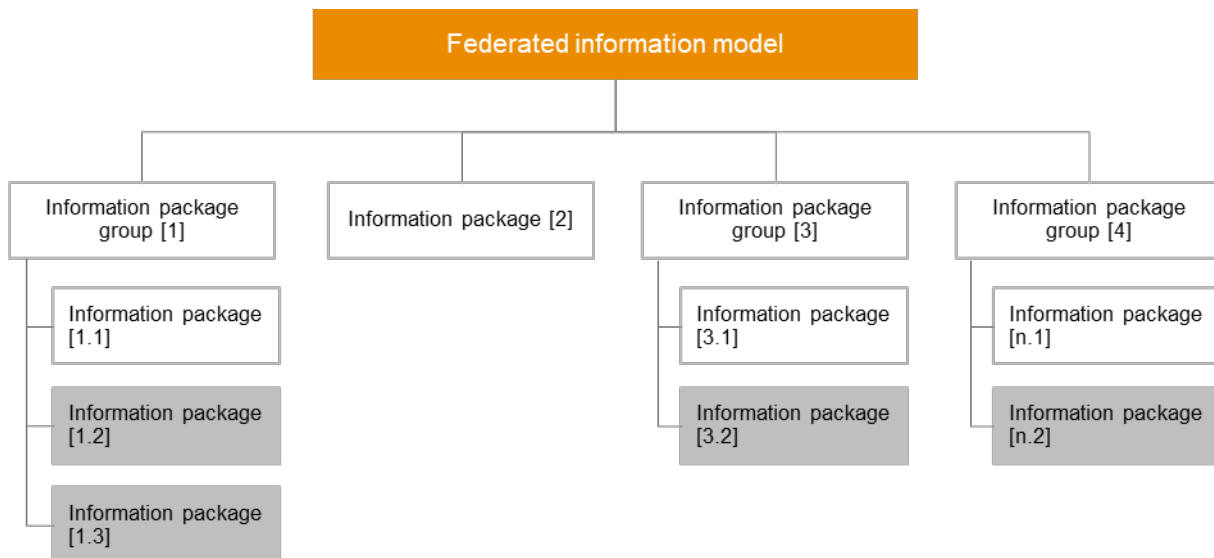 Federated information model
Information package
group [1]
Information package [2]
Information package
group [3]
Information package
group [4]
Information package
[1.1]
Information package
[3.1]
Information package
[n.1]
Information package
[1.2]
Information package
[3.2]
Information package
[n.2]
Information package
[1.3]